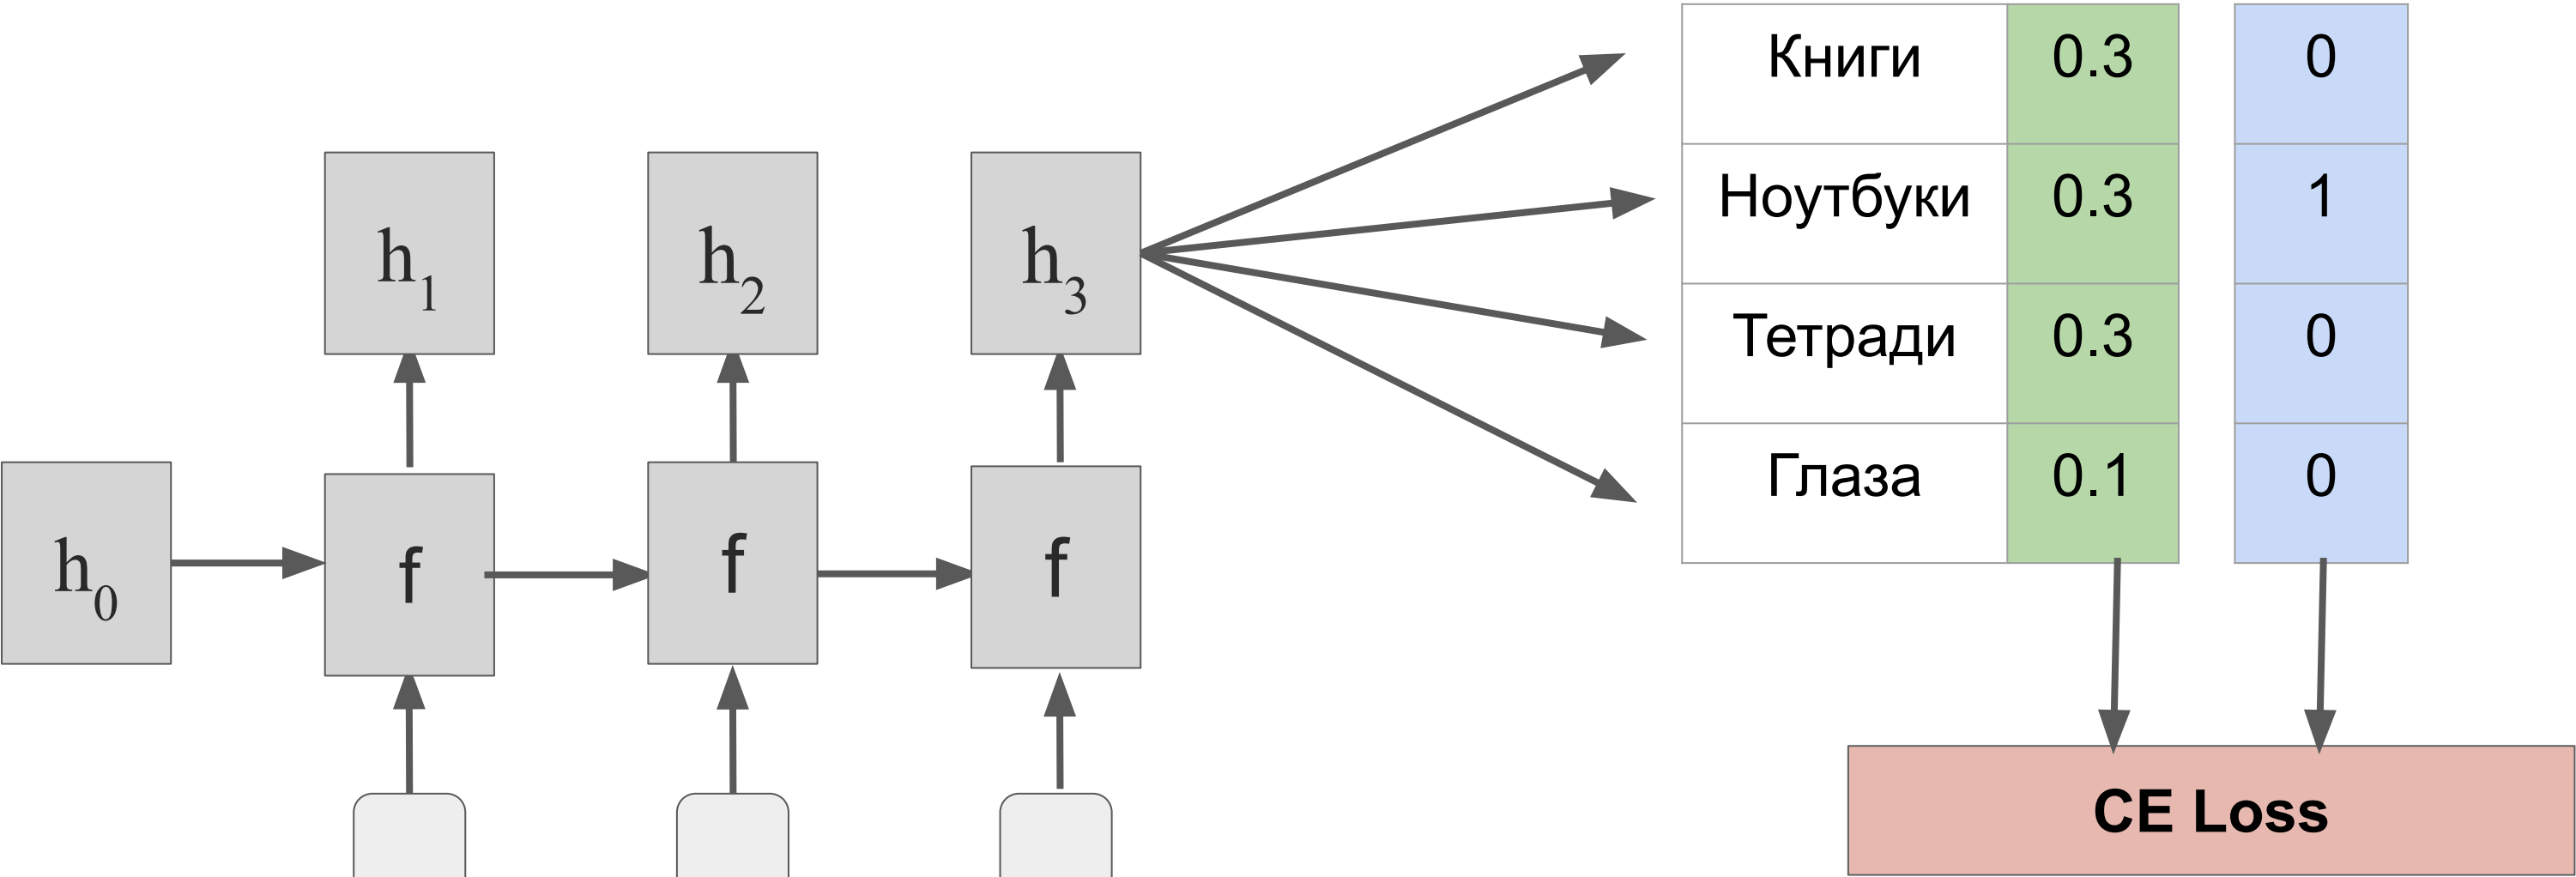 Книги 0.3 0
h1 h2 h3
Ноутбуки 0.3 1
Тетради 0.3 0
Глаза 0.1 0
h0 f f f
CE Loss